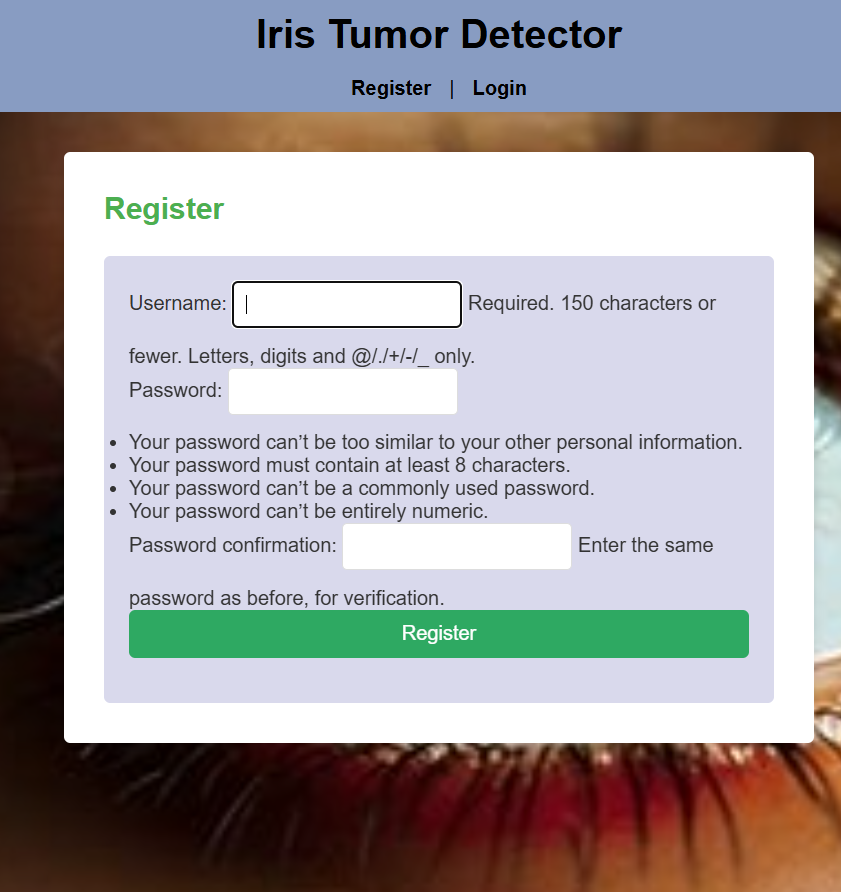 Iris Tumor Detector
Register | Login
Register
Username: Required. 150 characters or
fewer. Letters, digits and @/./+/-/_ only.
Password:
• Your password can’t be too similar to your other personal information.
• Your password must contain at least 8 characters.
• Your password can’t be a commonly used password.
• Your password can’t be entirely numeric.
Password confirmation: Enter the same
password as before, for verification.
Register